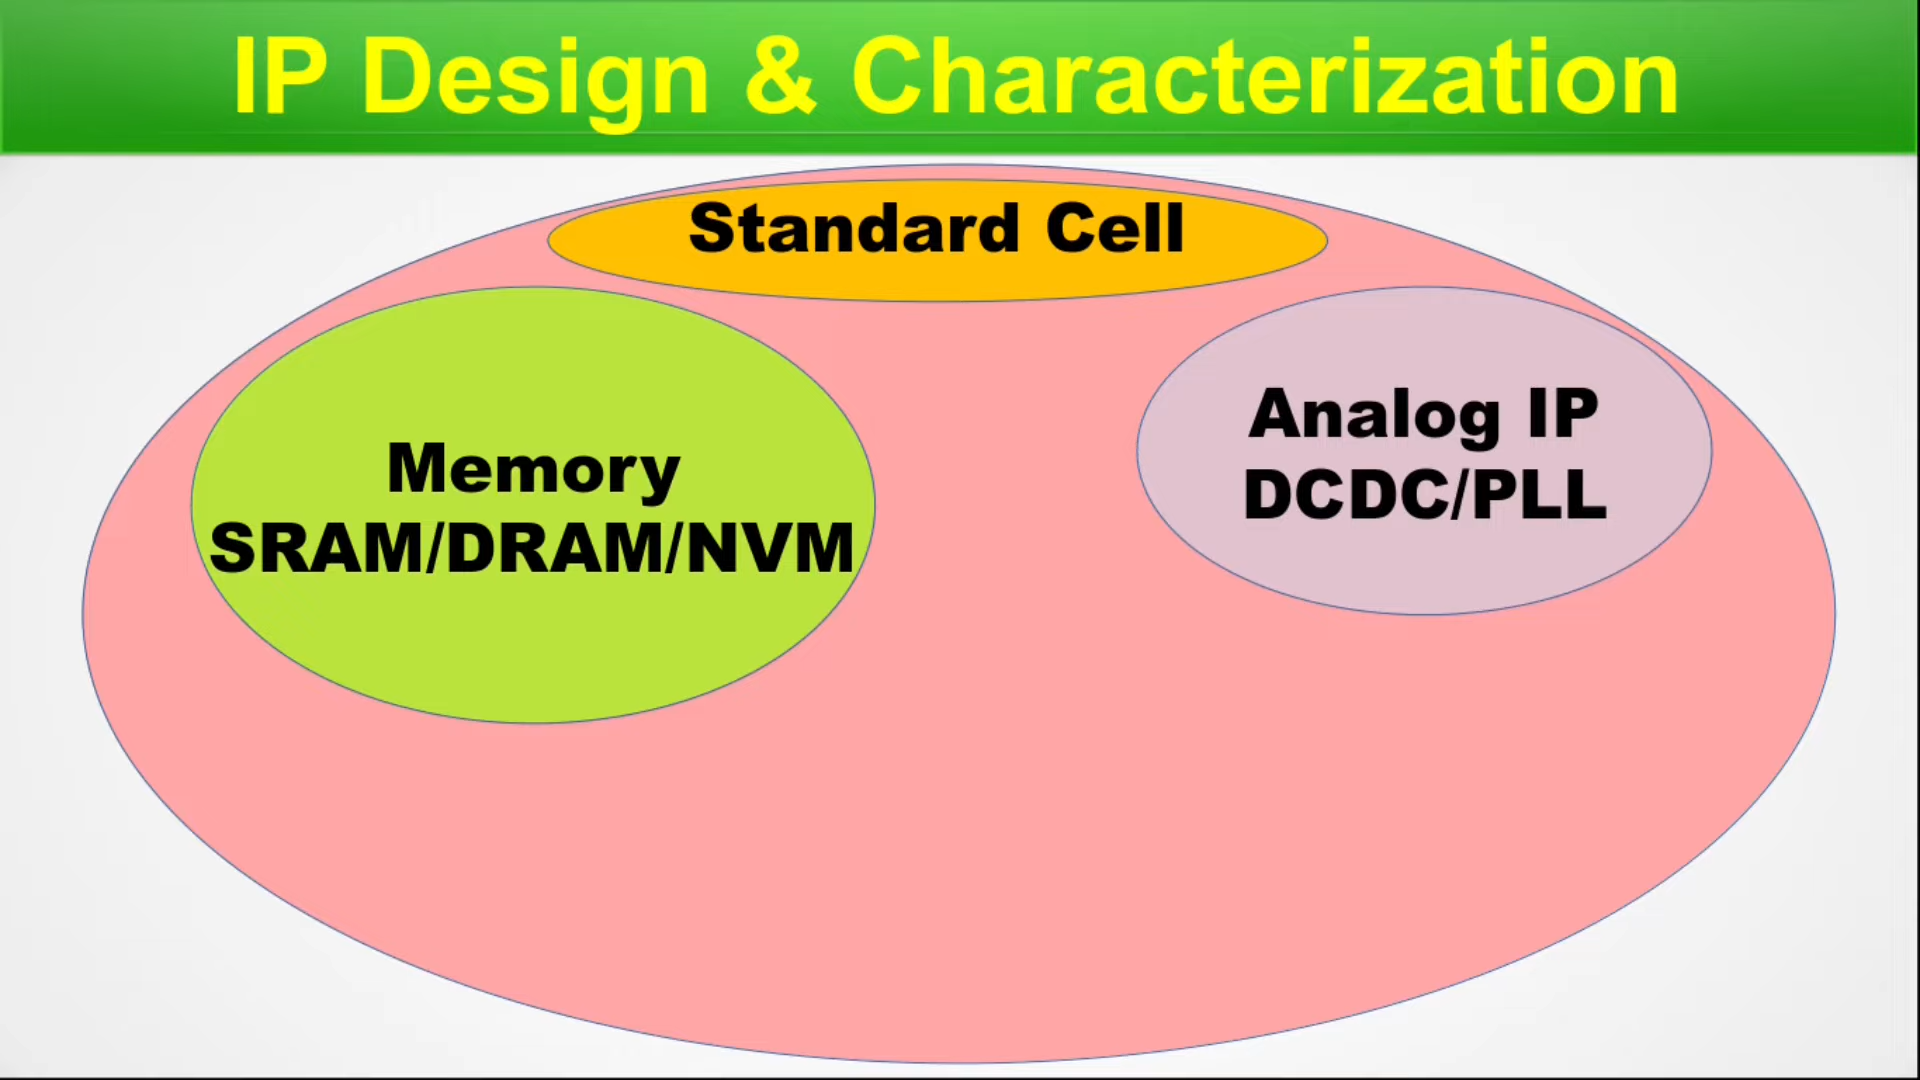 IP Design & Characterization
Standard Cell
Memory
SRAM/DRAM/NVM
Analog IP
DCDC/PLL